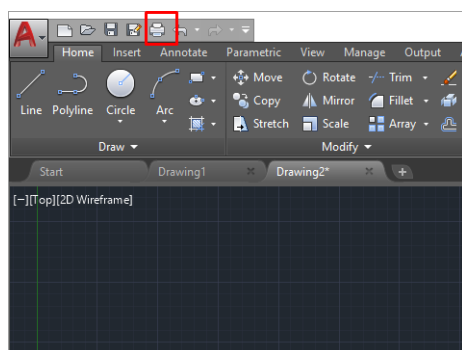 A
Home Insert Annotate Parametric View Manage Output
Line Polyline Circle Arc
Move Rotate Trim
Copy Mirror Fillet
Stretch Scale Array
Draw Modify
Start Drawing1 Drawing2*
[−][Top][2D Wireframe]